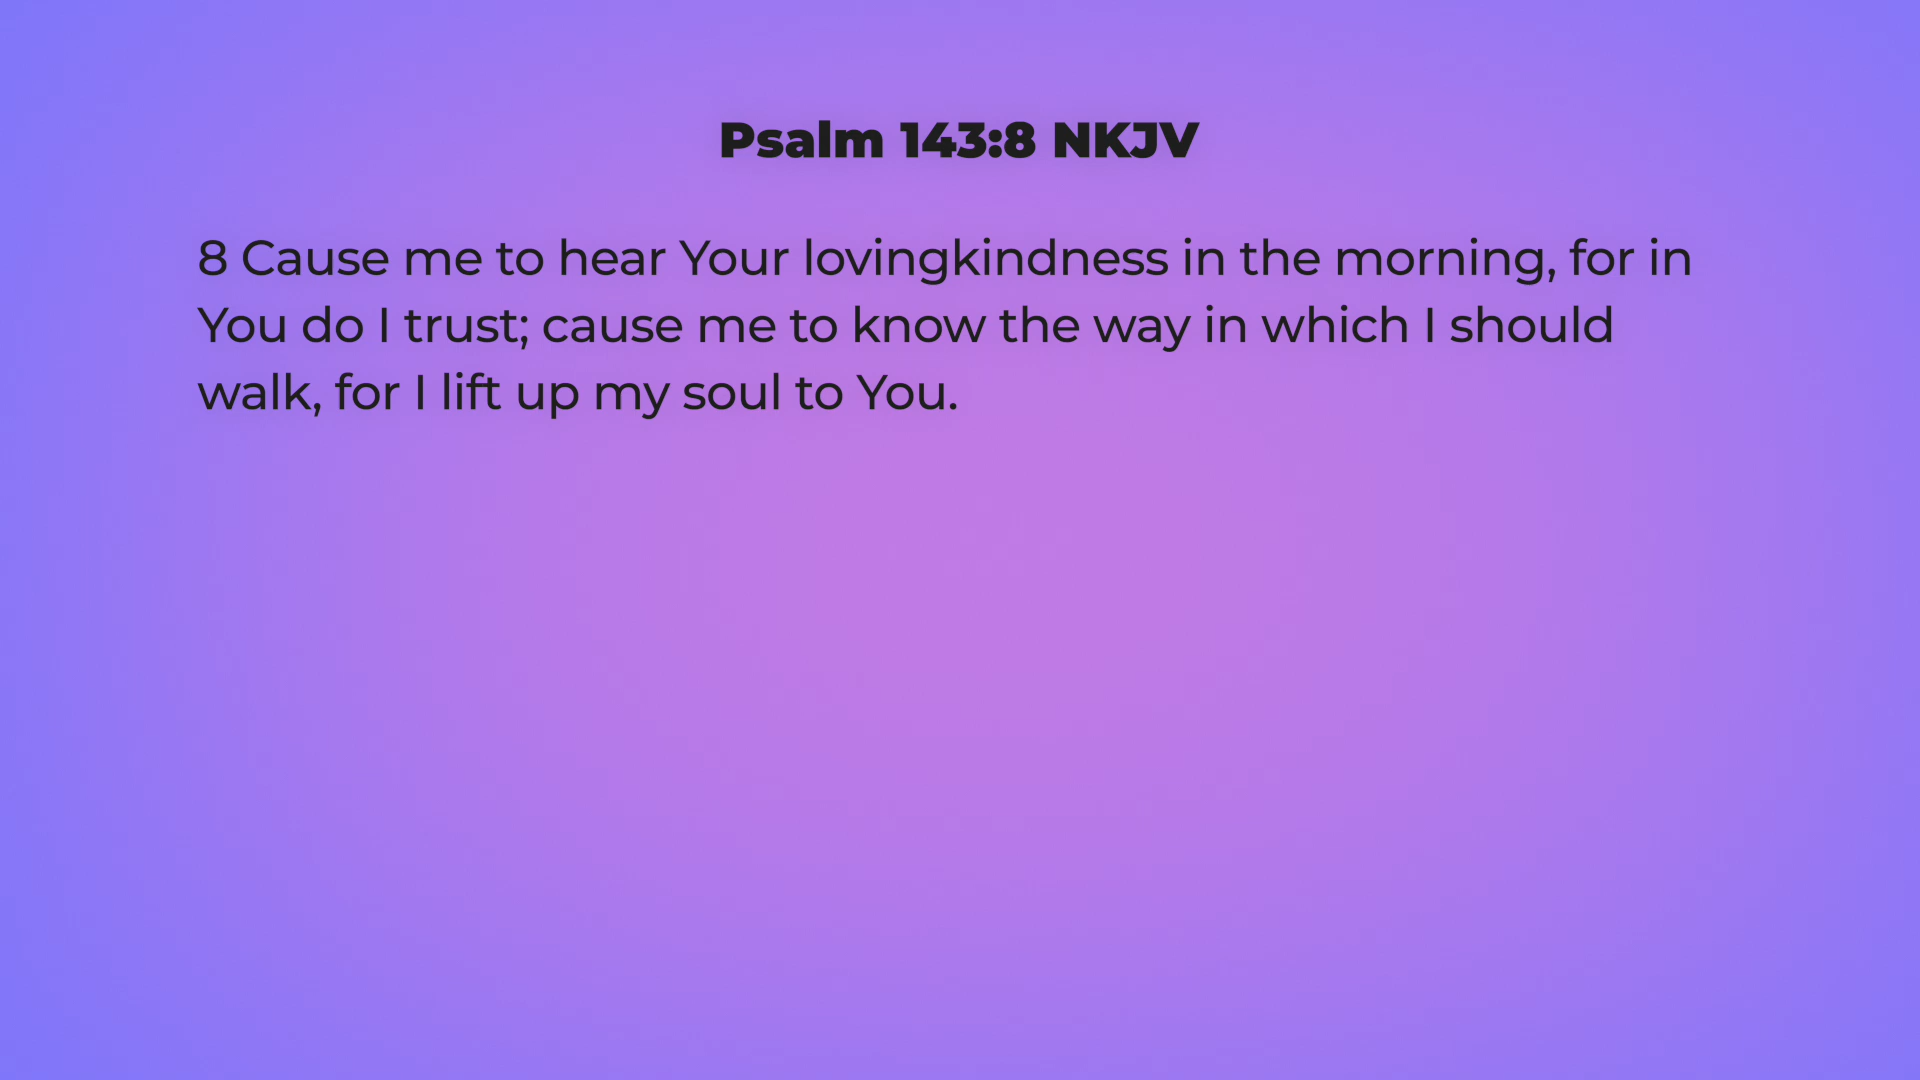 Psalm 143:8 NKJV
8 Cause me to hear Your lovingkindness in the morning, for in
You do I trust; cause me to know the way in which I should
walk, for I lift up my soul to You.